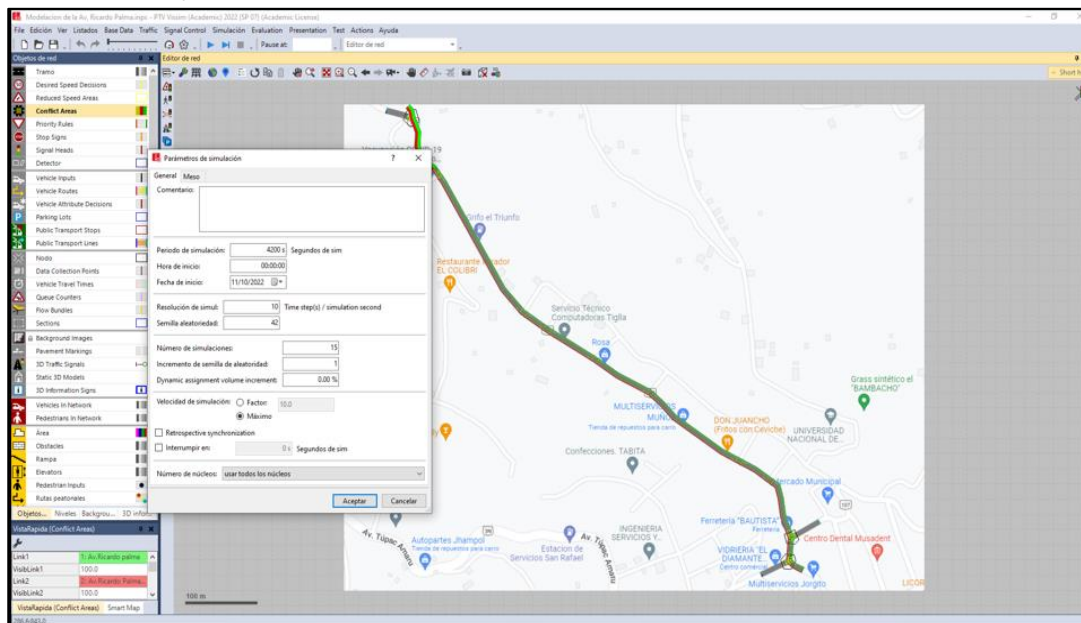 Modelacion de la Av. Ricardo Palma.inpx - PTV Vissim (Academic) 2022 [SP 07] (Academic License)
File Edición Ver Listados Base Data Traffic Signal Control Simulación Evaluation Presentation Test Actions Ayuda
Pause at: Editor de red
Objetos de red
Editor de red
Tramo
Desired Speed Decisions
Reduced Speed Areas
Conflict Areas
Priority Rules
Stop Signs
Signal Heads
Detector
Vehicle Inputs
Vehicle Routes
Vehicle Attribute Decisions
Parking Lots
Public Transport Stops
Public Transport Lines
Nodo
Data Collection Points
Vehicle Travel Times
Queue Counters
Flow Bundles
Sections
Background Images
Pavement Markings
3D Traffic Signals
Static 3D Models
3D Information Signs
Vehicles In Network
Pedestrians In Network
Área
Obstacles
Rampa
Elevators
Pedestrian Inputs
Rutas peatonales
Objetos... Niveles Backgrou... 3D infor...
VistaRapida (Conflict Areas)
Link1 1: Av.Ricardo palma
VisibLink1 100.0
Link2 2: Av.Ricardo Palma...
VisibLink2 100.0
VistaRapida (Conflict Areas) Smart Map
Parámetros de simulación
General Meso
Comentario:
Periodo de simulación: 4200 s Segundos de sim
Hora de inicio: 00:00:00
Fecha de inicio: 11/10/2022
Resolución de simul: 10 Time step(s) / simulation second
Semilla aleatoriedad: 42
Número de simulaciones: 15
Incremento de semilla de aleatoridad: 1
Dynamic assignment volume increment: 0.00 %
Velocidad de simulación: Factor: 10.0
Máximo
Retrospective synchronization
Interrumpir en: 0 s Segundos de sim
Número de núcleos: usar todos los núcleos
Aceptar Cancelar
Grifo el Triunfo
Restaurante Mirador
EL COLIBRI
Servicio Técnico
Computadoras Tiglla
Rosa
Grass sintético el
"BAMBACHO"
MULTISERVICIOS
MUÑOZ
Tienda de repuestos para carro
DON JUANCHO
(Fritos con Ceviche)
UNIVERSIDAD
NACIONAL DE...
Confecciones. TABITA
Mercado Municipal
Ferretería "BAUTISTA"
Ferretería
Centro Dental Musadent
INGENIERIA
SERVICIOS Y...
VIDRIERIA "EL
DIAMANTE...
Centro comercial
Multiservicios Jorgito
Av. Túpac Amaru
Autopartes Jhampol
Tienda de repuestos para carro
Estación de
Servicios San Rafael
Av. Túpac Amaru
LICOR
100 m